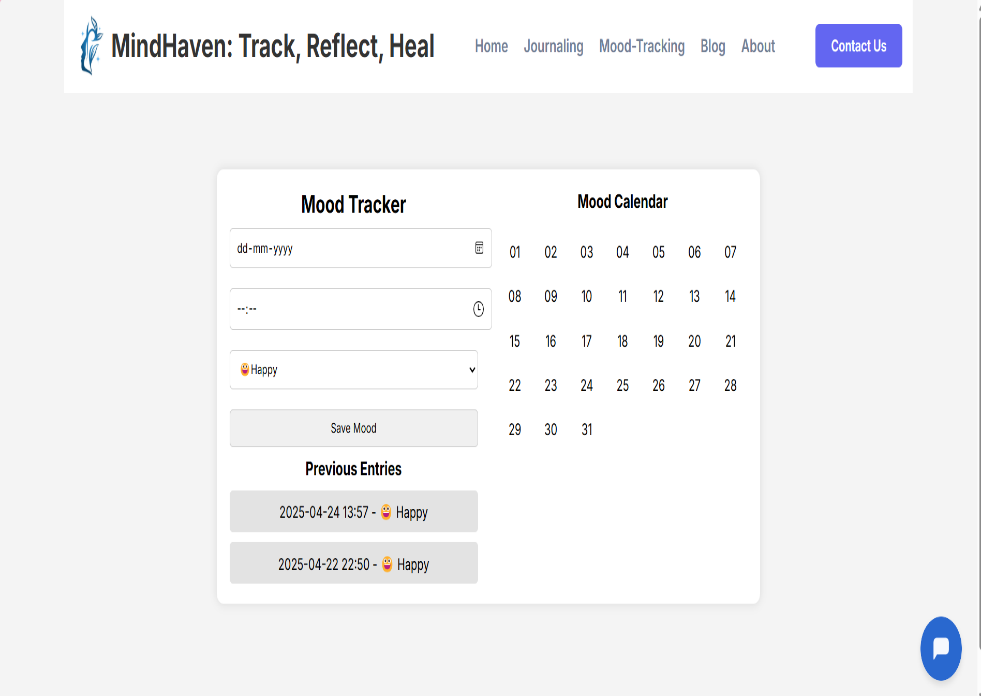 MindHaven: Track, Reflect, Heal
Home Journaling Mood-Tracking Blog About Contact Us
Mood Tracker
dd-mm-yyyy
--:--
😀Happy
Save Mood
Previous Entries
2025-04-24 13:57 - 😀 Happy
2025-04-22 22:50 - 😀 Happy
Mood Calendar
01 02 03 04 05 06 07
08 09 10 11 12 13 14
15 16 17 18 19 20 21
22 23 24 25 26 27 28
29 30 31